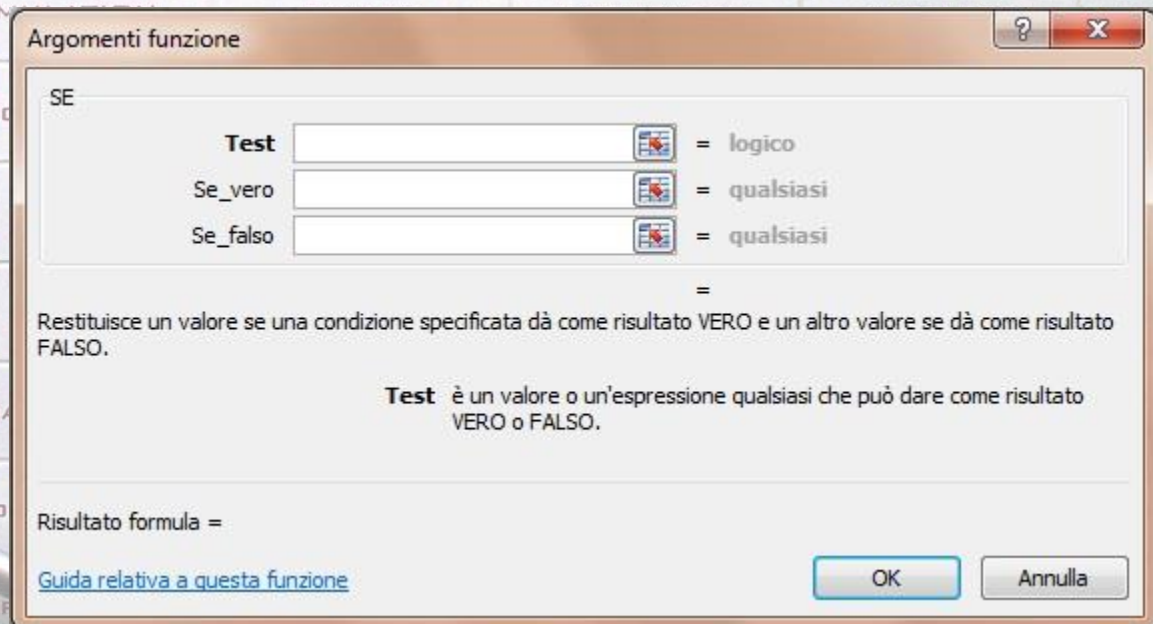 Argomenti funzione
SE
Test = logico
Se_vero = qualsiasi
Se_falso = qualsiasi
=
Restituisce un valore se una condizione specificata dà come risultato VERO e un altro valore se dà come risultato
FALSO.
Test è un valore o un'espressione qualsiasi che può dare come risultato
VERO o FALSO.
Risultato formula =
Guida relativa a questa funzione
OK
Annulla